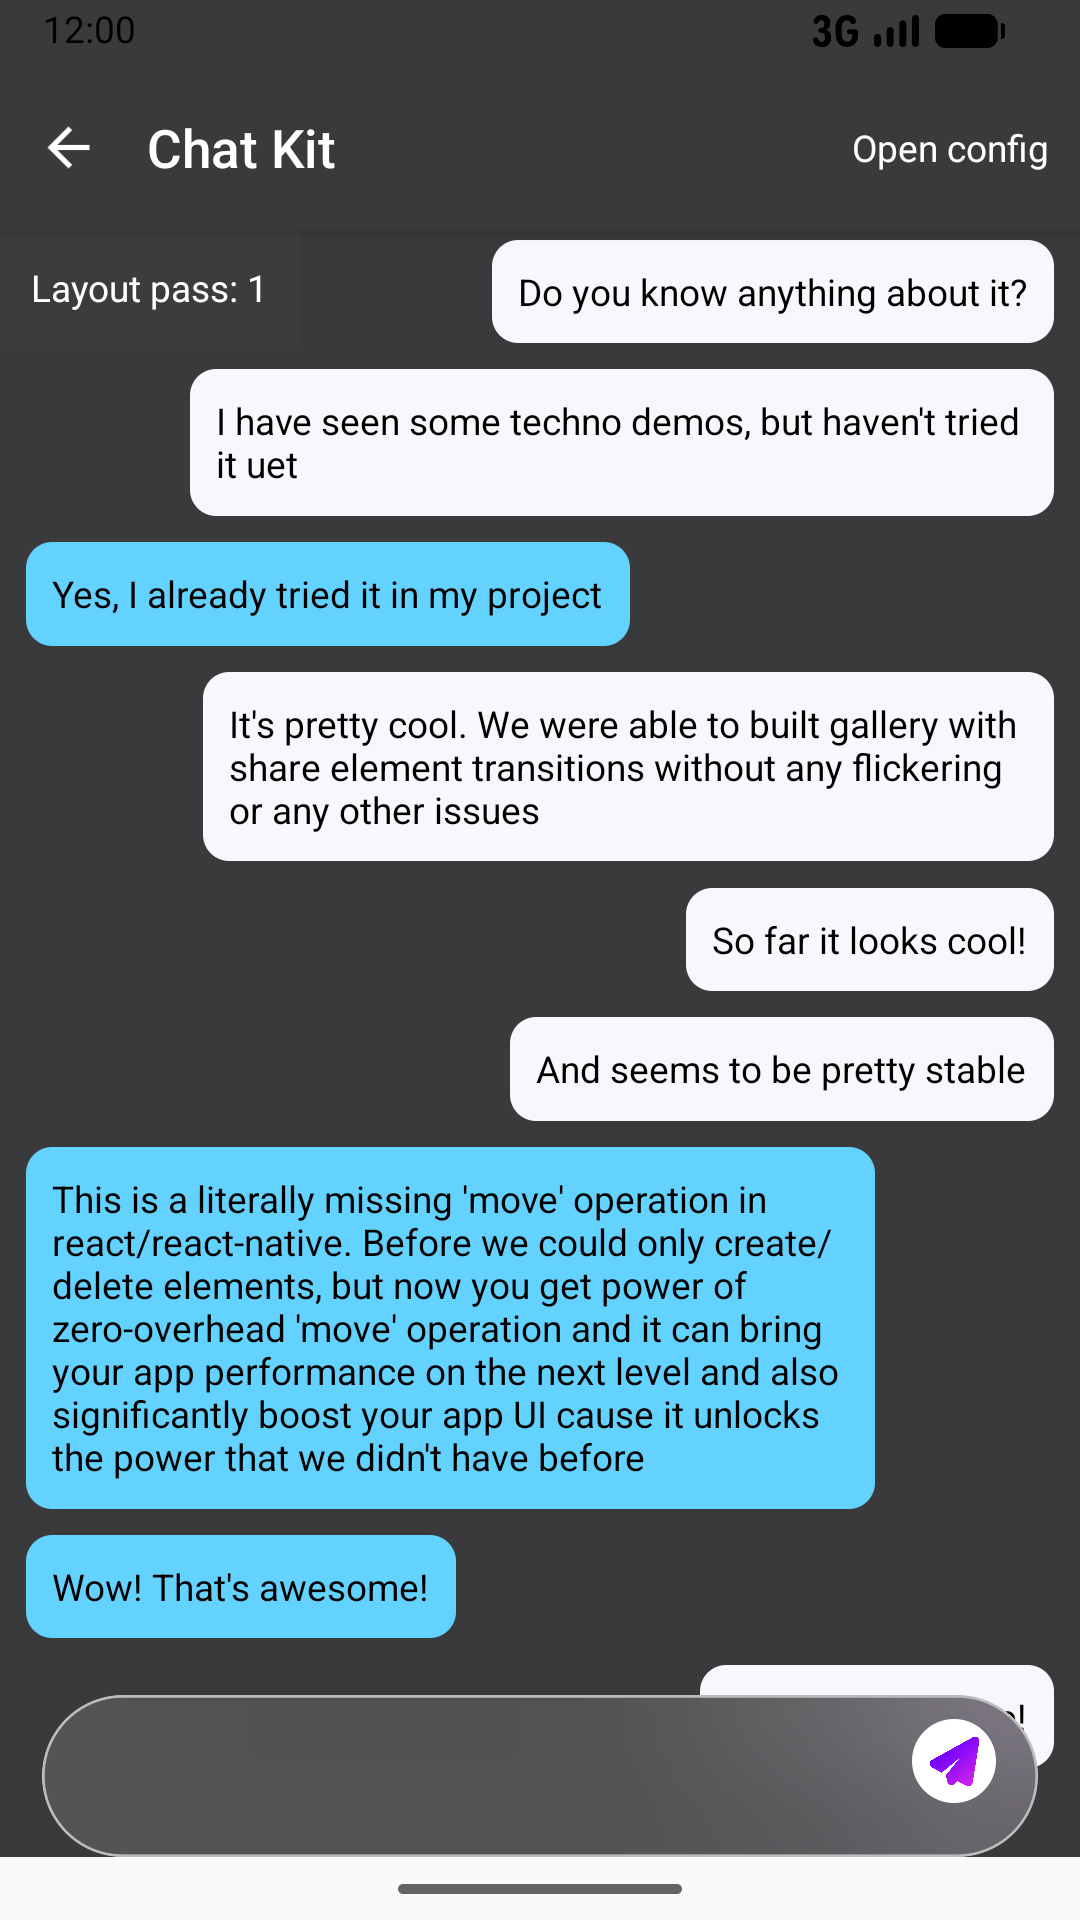 12:00
3G
Chat Kit
Open config
Layout pass: 1
Do you know anything about it?
I have seen some techno demos, but haven't tried
it uet
Yes, I already tried it in my project
It's pretty cool. We were able to built gallery with
share element transitions without any flickering
or any other issues
So far it looks cool!
And seems to be pretty stable
This is a literally missing 'move' operation in
react/react-native. Before we could only create/
delete elements, but now you get power of
zero-overhead 'move' operation and it can bring
your app performance on the next level and also
significantly boost your app UI cause it unlocks
the power that we didn't have before
Wow! That's awesome!